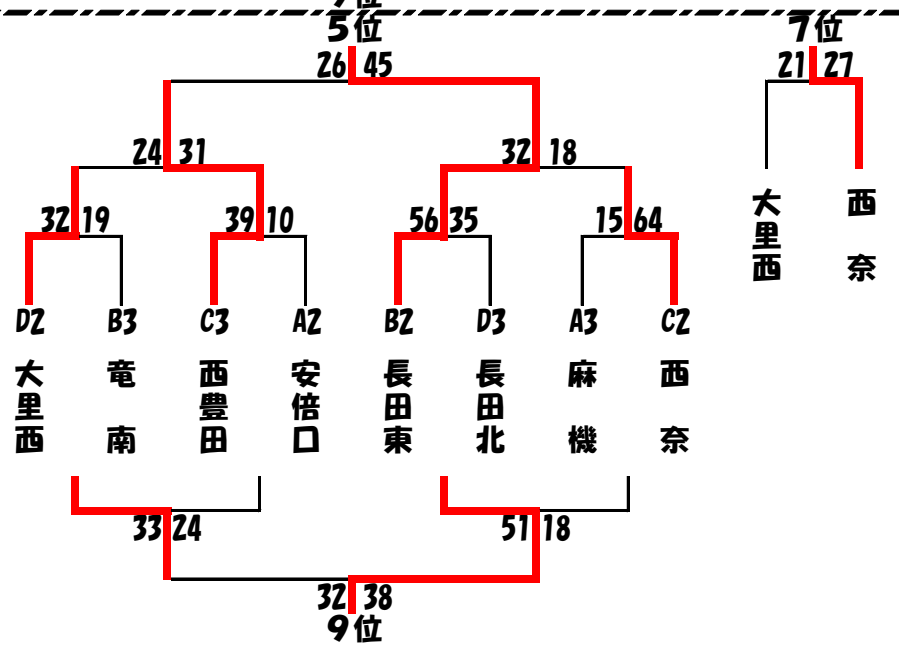 5位
7位
26 45
21 27
24 31
32 18
32 19
39 10
56 35
15 64
大里西
西奈
D2
B3
C3
A2
B2
D3
A3
C2
大里西
竜南
西豊田
安倍口
長田東
長田北
麻機
西奈
33 24
51 18
32 38
9位